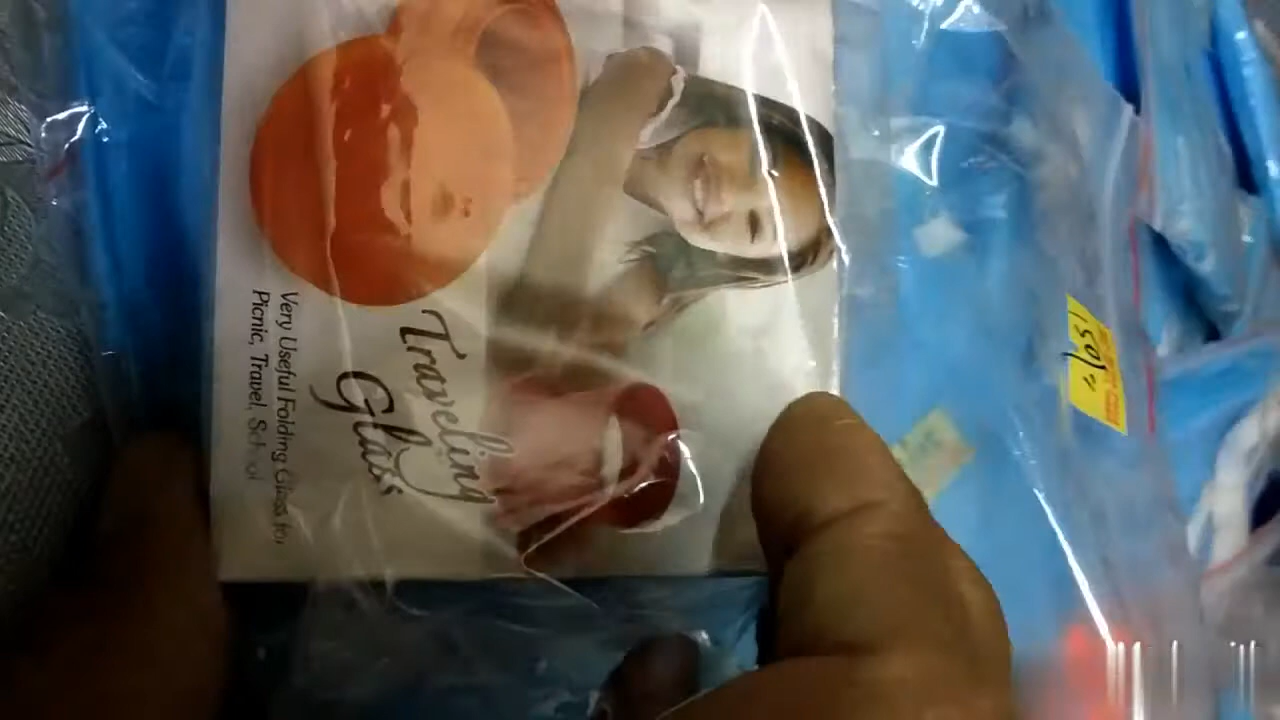 Traveling
Glass
Very Useful Folding Glass for
Picnic, Travel, School
150/=